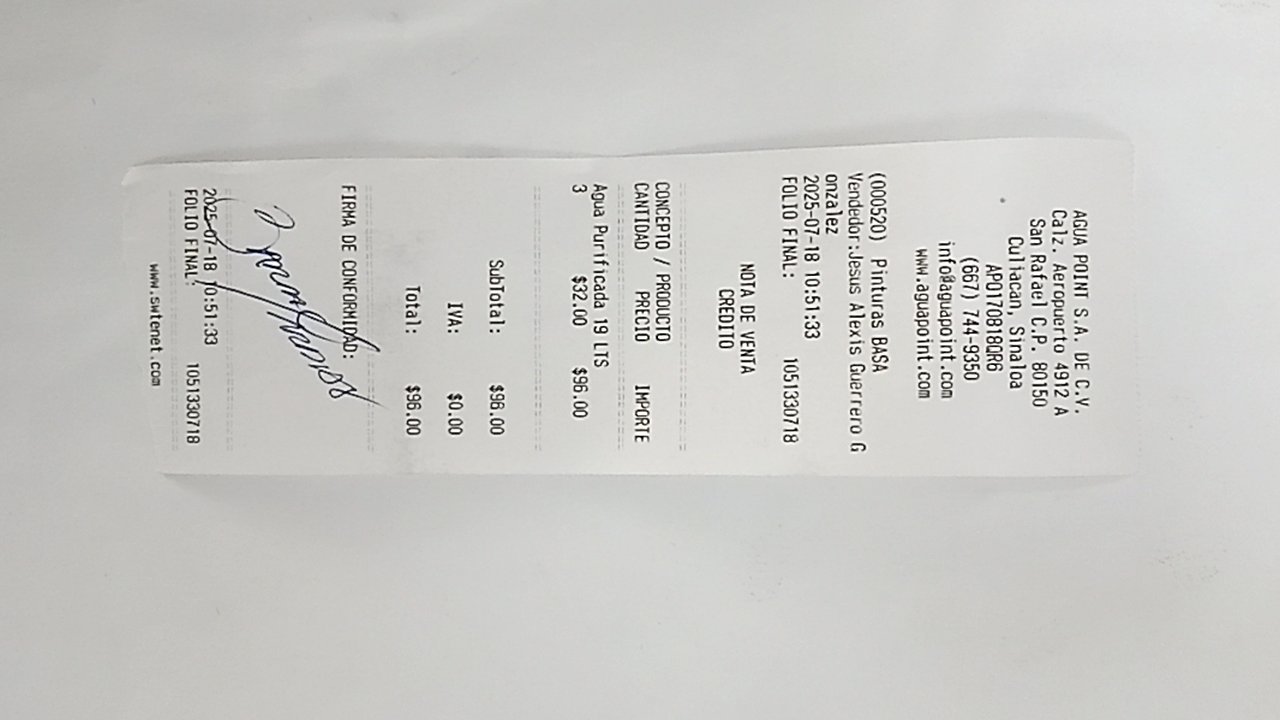 AGUA POINT S.A. DE C.V.
Calz. Aeropuerto 4912 A
San Rafael C.P. 80150
Culiacan, Sinaloa
APO170818QR6
(667) 744-9350
info@aguapoint.com
www.aguapoint.com
(000520) Pinturas BASA
Vendedor:Jesus Alexis Guerrero G
onzalez
2025-07-18 10:51:33
FOLIO FINAL: 1051330718
NOTA DE VENTA
CREDITO
CONCEPTO / PRODUCTO
CANTIDAD PRECIO IMPORTE
Agua Purificada 19 LTS
3 $32.00 $96.00
SubTotal: $96.00
IVA: $0.00
Total: $96.00
FIRMA DE CONFORMIDAD:
2025-07-18 10:51:33
FOLIO FINAL: 1051330718
www.swtenet.com